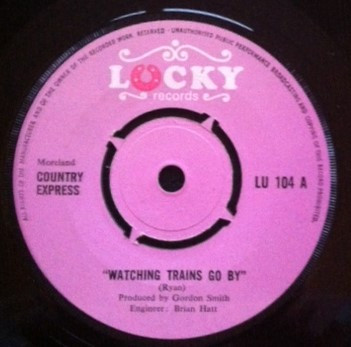 ALL RIGHTS OF THE MANUFACTURER AND OF THE OWNER OF THE RECORDED WORK RESERVED · UNAUTHORISED PUBLIC PERFORMANCE BROADCASTING AND COPYING OF THIS RECORD PROHIBITED
LUCKY
records
Moreland
COUNTRY
EXPRESS
LU 104 A
"WATCHING TRAINS GO BY"
(Ryan)
Produced by Gordon Smith
Engieer: Brian Hatt